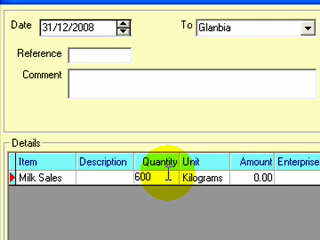 Date 31/12/2008 To Glanbia
Reference
Comment
Details
Item Description Quantity Unit Amount Enterprise
Milk Sales 600 Kilograms 0.00